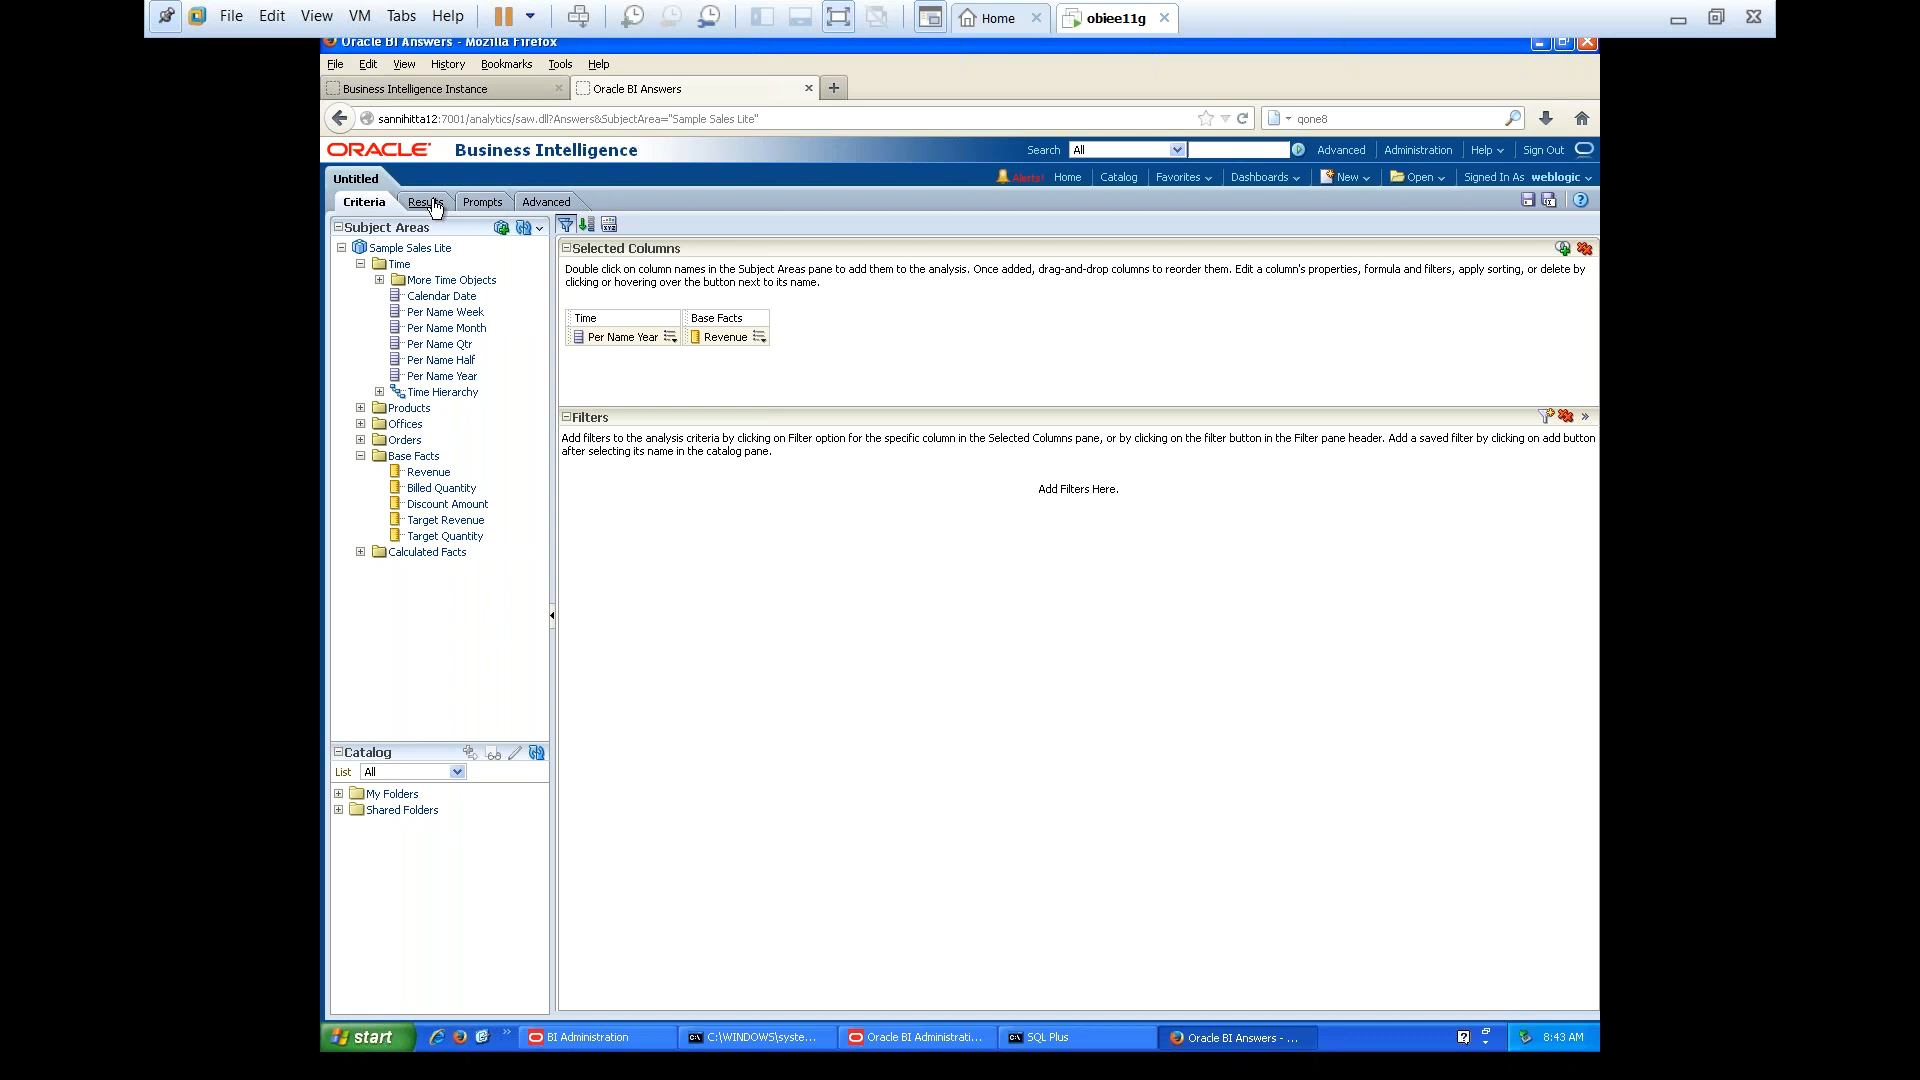 File Edit View VM Tabs Help Home obiee11g
Oracle BI Answers - Mozilla Firefox
File Edit View History Bookmarks Tools Help
Business Intelligence Instance Oracle BI Answers
sannihitta12:7001/analytics/saw.dll?Answers&SubjectArea="Sample Sales Lite" qone8
ORACLE Business Intelligence Search All Advanced Administration Help Sign Out
Untitled Alerts! Home Catalog Favorites Dashboards New Open Signed In As weblogic
Criteria Results Prompts Advanced
Subject Areas
Sample Sales Lite
Time
More Time Objects
Calendar Date
Per Name Week
Per Name Month
Per Name Qtr
Per Name Half
Per Name Year
Time Hierarchy
Products
Offices
Orders
Base Facts
Revenue
Billed Quantity
Discount Amount
Target Revenue
Target Quantity
Calculated Facts
Catalog
List All
My Folders
Shared Folders
Selected Columns
Double click on column names in the Subject Areas pane to add them to the analysis. Once added, drag-and-drop columns to reorder them. Edit a column's properties, formula and filters, apply sorting, or delete by
clicking or hovering over the button next to its name.
Time Base Facts
Per Name Year Revenue
Filters
Add filters to the analysis criteria by clicking on Filter option for the specific column in the Selected Columns pane, or by clicking on the filter button in the Filter pane header. Add a saved filter by clicking on add button
after selecting its name in the catalog pane.
Add Filters Here.
start BI Administration C:\WINDOWS\syste... Oracle BI Administrati... SQL Plus Oracle BI Answers - ... 8:43 AM